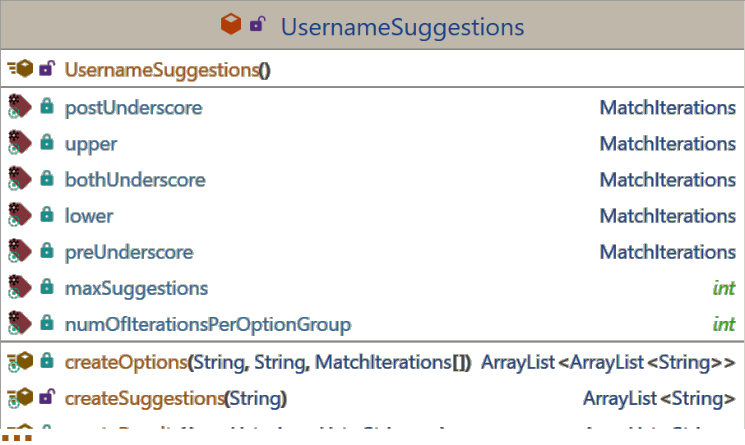 UsernameSuggestions
UsernameSuggestions()
postUnderscore MatchIterations
upper MatchIterations
bothUnderscore MatchIterations
lower MatchIterations
preUnderscore MatchIterations
maxSuggestions int
numOfIterationsPerOptionGroup int
createOptions(String, String, MatchIterations[]) ArrayList<ArrayList<String>>
createSuggestions(String) ArrayList<String>